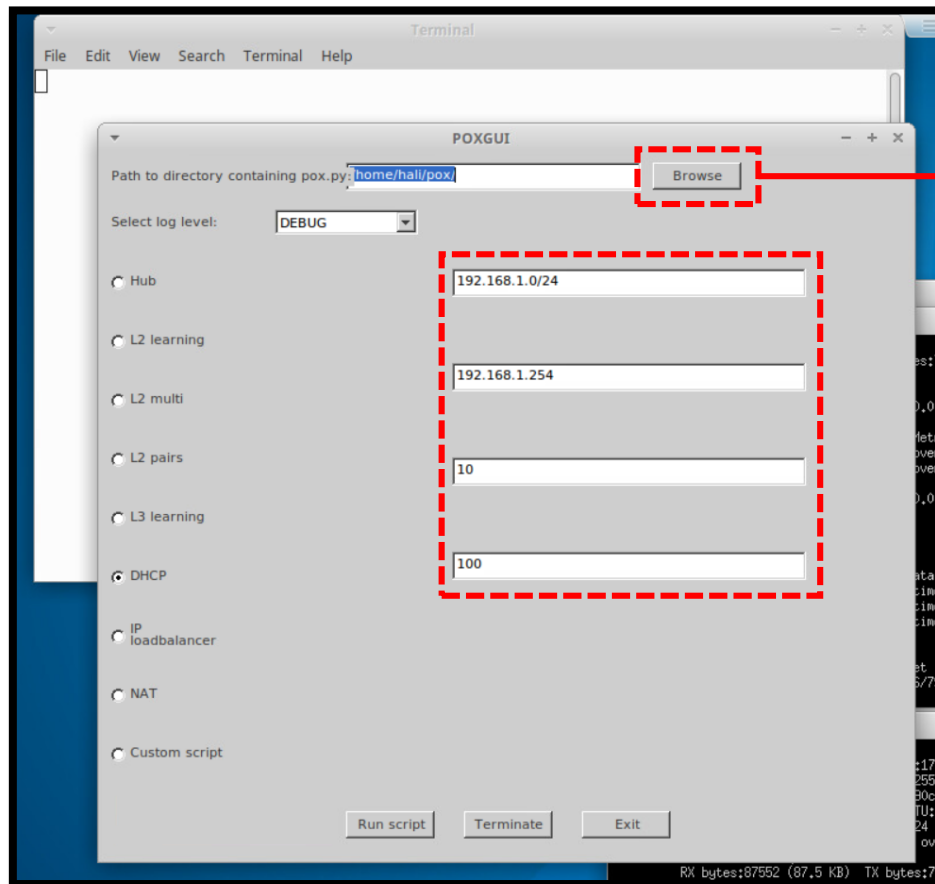 Terminal
File Edit View Search Terminal Help
POXGUI
Path to directory containing pox.py: home/hali/pox/ Browse
Select log level: DEBUG
Hub 192.168.1.0/24
L2 learning
192.168.1.254
L2 multi
L2 pairs 10
L3 learning
100
DHCP
IP
loadbalancer
NAT
Custom script
Run script Terminate Exit
RX bytes:87552 (87.5 KB) TX bytes:7